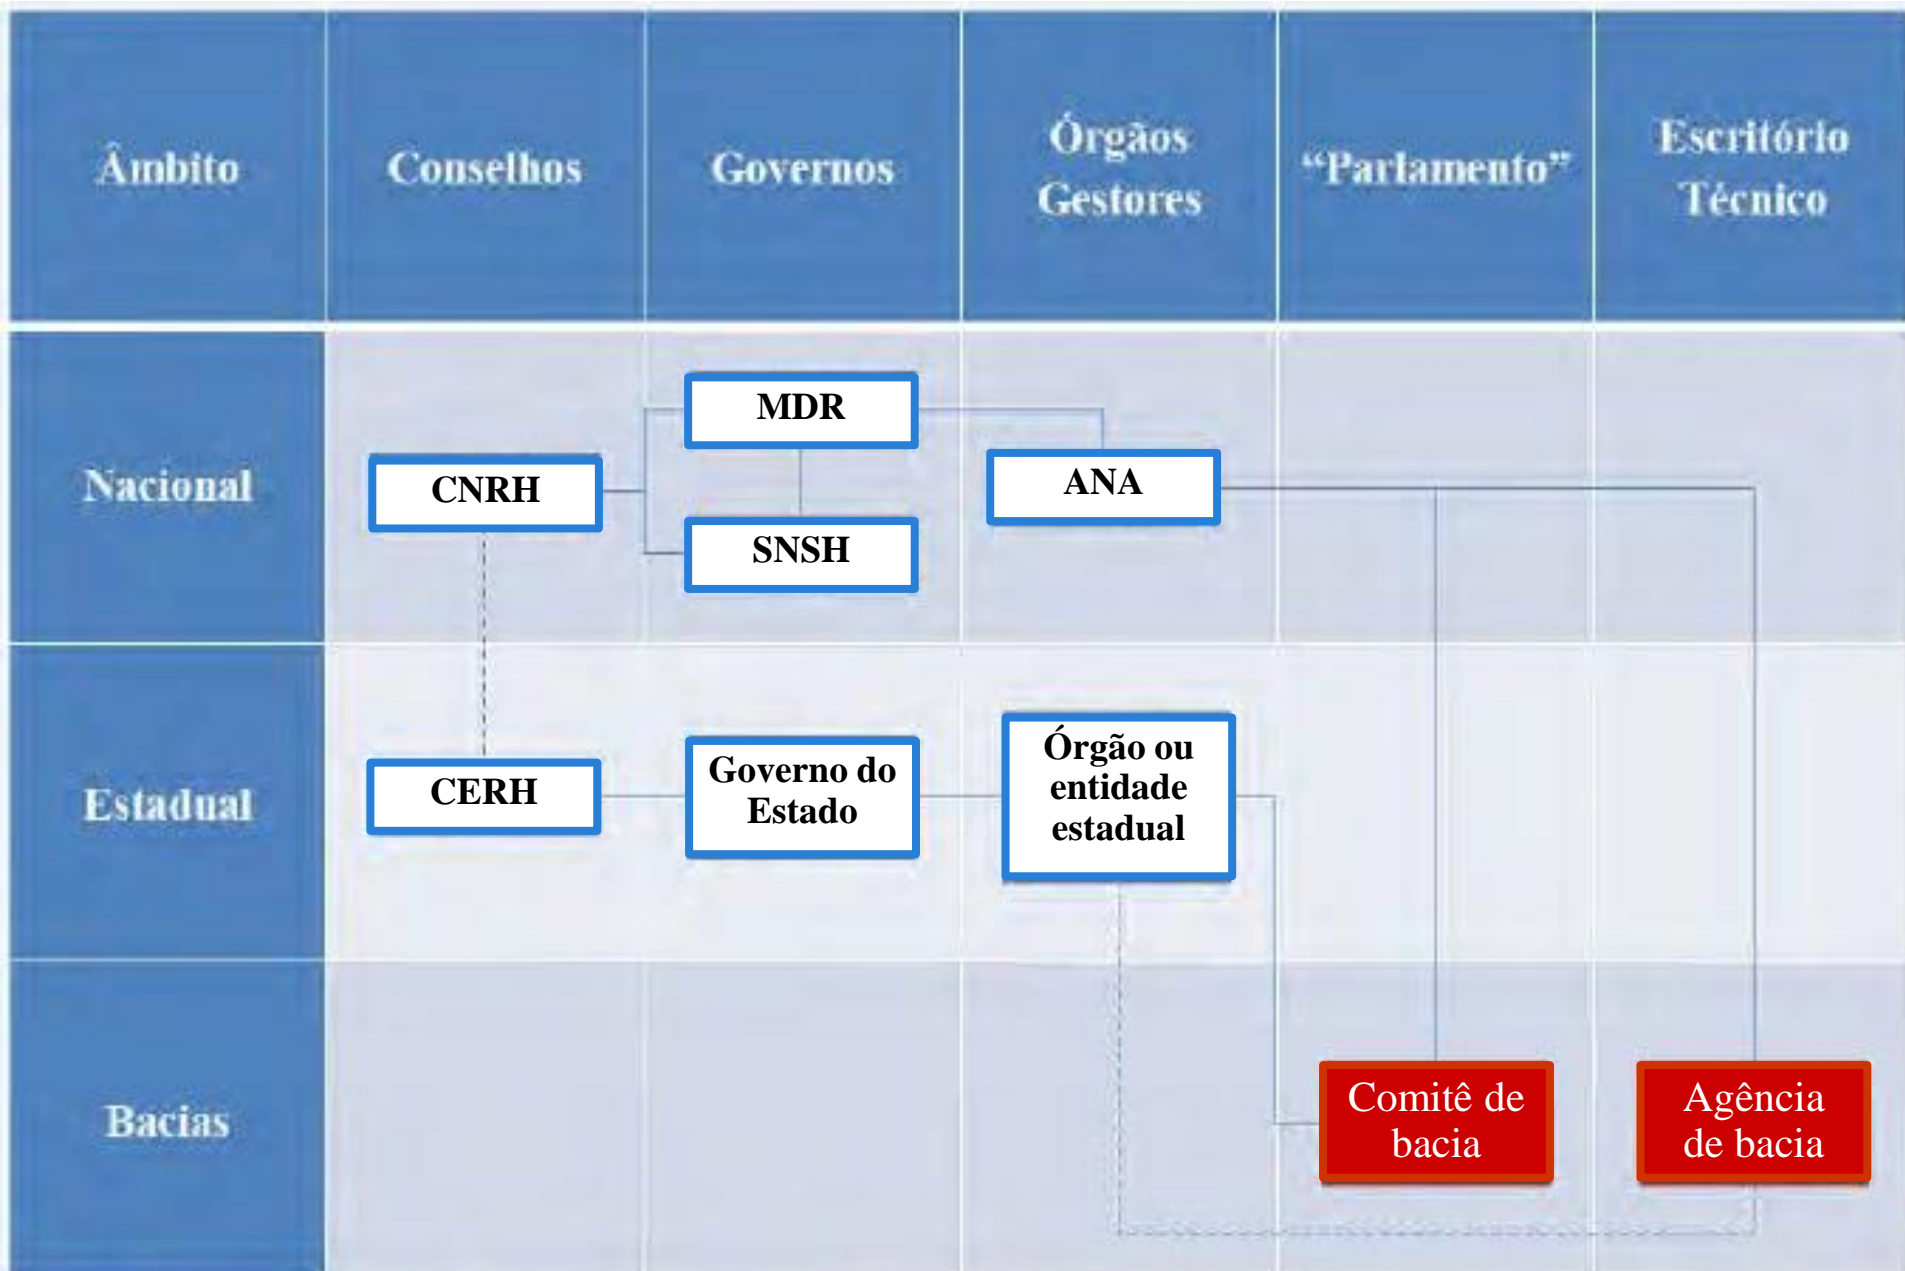 Âmbito
Conselhos
Governos
Órgãos
Gestores
“Parlamento”
Escritório
Técnico
Nacional
CNRH
MDR
SNSH
ANA
Estadual
CERH
Governo do
Estado
Órgão ou
entidade
estadual
Bacias
Comitê de
bacia
Agência
de bacia